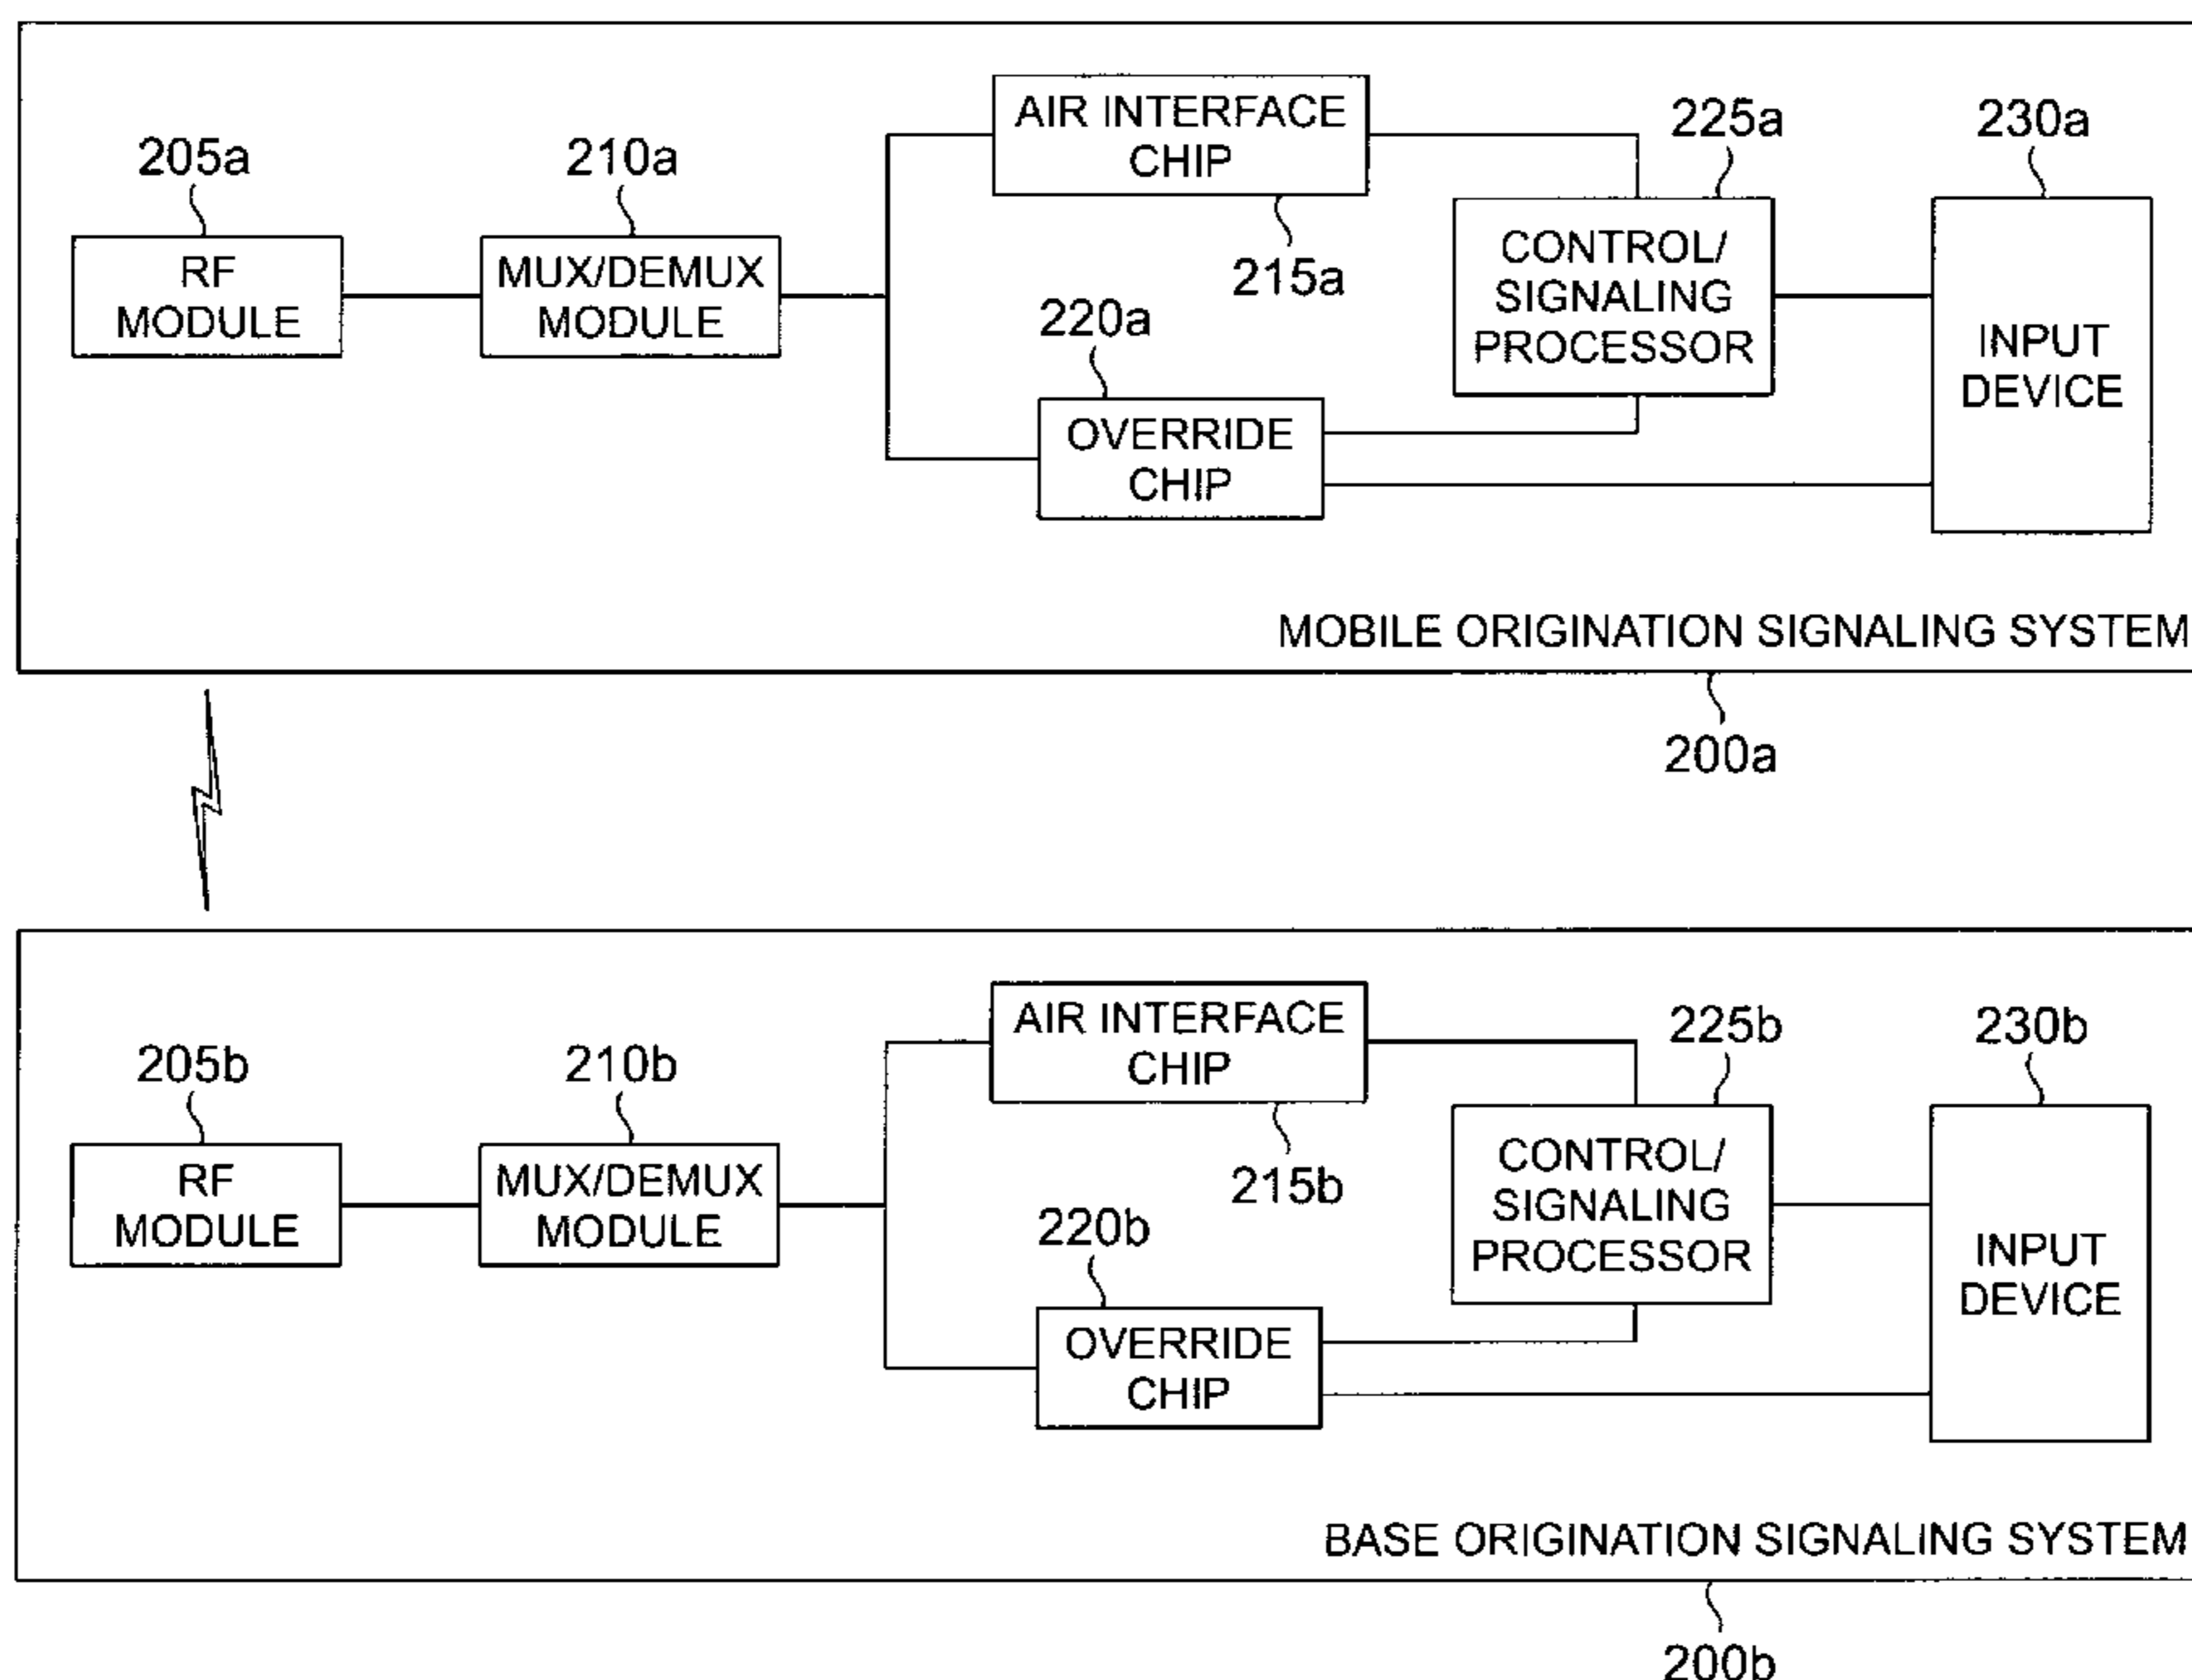 AIR INTERFACE
CHIP
225a
230a
205a
210a
RF
MODULE
MUX/DEMUX
MODULE
215a
220a
CONTROL/
SIGNALING
PROCESSOR
INPUT
DEVICE
OVERRIDE
CHIP
MOBILE ORIGINATION SIGNALING SYSTEM
200a
AIR INTERFACE
CHIP
225b
230b
205b
210b
RF
MODULE
MUX/DEMUX
MODULE
215b
220b
CONTROL/
SIGNALING
PROCESSOR
INPUT
DEVICE
OVERRIDE
CHIP
BASE ORIGINATION SIGNALING SYSTEM
200b